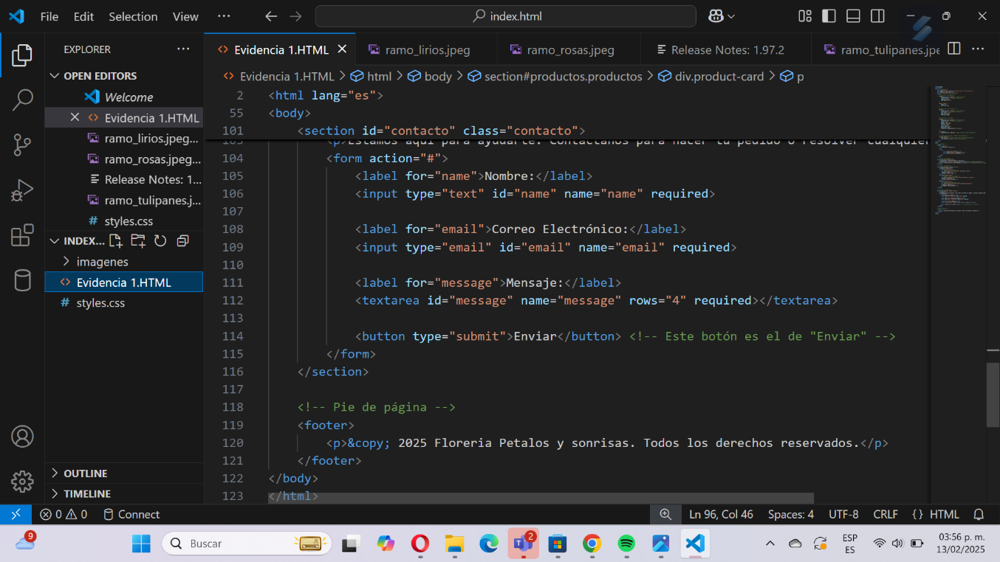 File Edit Selection View ··· index.html
EXPLORER ···
Evidencia 1.HTML
ramo_lirios.jpeg
ramo_rosas.jpeg
Release Notes: 1.97.2
ramo_tulipanes.jpe
···
OPEN EDITORS
Welcome
Evidencia 1.HTML
ramo_lirios.jpeg...
ramo_rosas.jpeg...
Release Notes: 1...
ramo_tulipanes.j...
# styles.css
INDEX...
imagenes
Evidencia 1.HTML
# styles.css
OUTLINE
TIMELINE
Evidencia 1.HTML > html > body > section#productos.productos > div.product-card > p
2 <html lang="es">
55 <body>
101 <section id="contacto" class="contacto">
103 <p>Estamos aquí para ayudarte. Contáctanos para hacer tu pedido o resolver cualquier
104 <form action="#">
105 <label for="name">Nombre:</label>
106 <input type="text" id="name" name="name" required>
107
108 <label for="email">Correo Electrónico:</label>
109 <input type="email" id="email" name="email" required>
110
111 <label for="message">Mensaje:</label>
112 <textarea id="message" name="message" rows="4" required></textarea>
113
114 <button type="submit">Enviar</button> <!-- Este botón es el de "Enviar" -->
115 </form>
116 </section>
117
118 <!-- Pie de página -->
119 <footer>
120 <p>&copy; 2025 Floreria Petalos y sonrisas. Todos los derechos reservados.</p>
121 </footer>
122 </body>
123 </html>
0 0 Connect Ln 96, Col 46 Spaces: 4 UTF-8 CRLF {} HTML
9 Buscar 2 ESP
ES
03:56 p. m.
13/02/2025